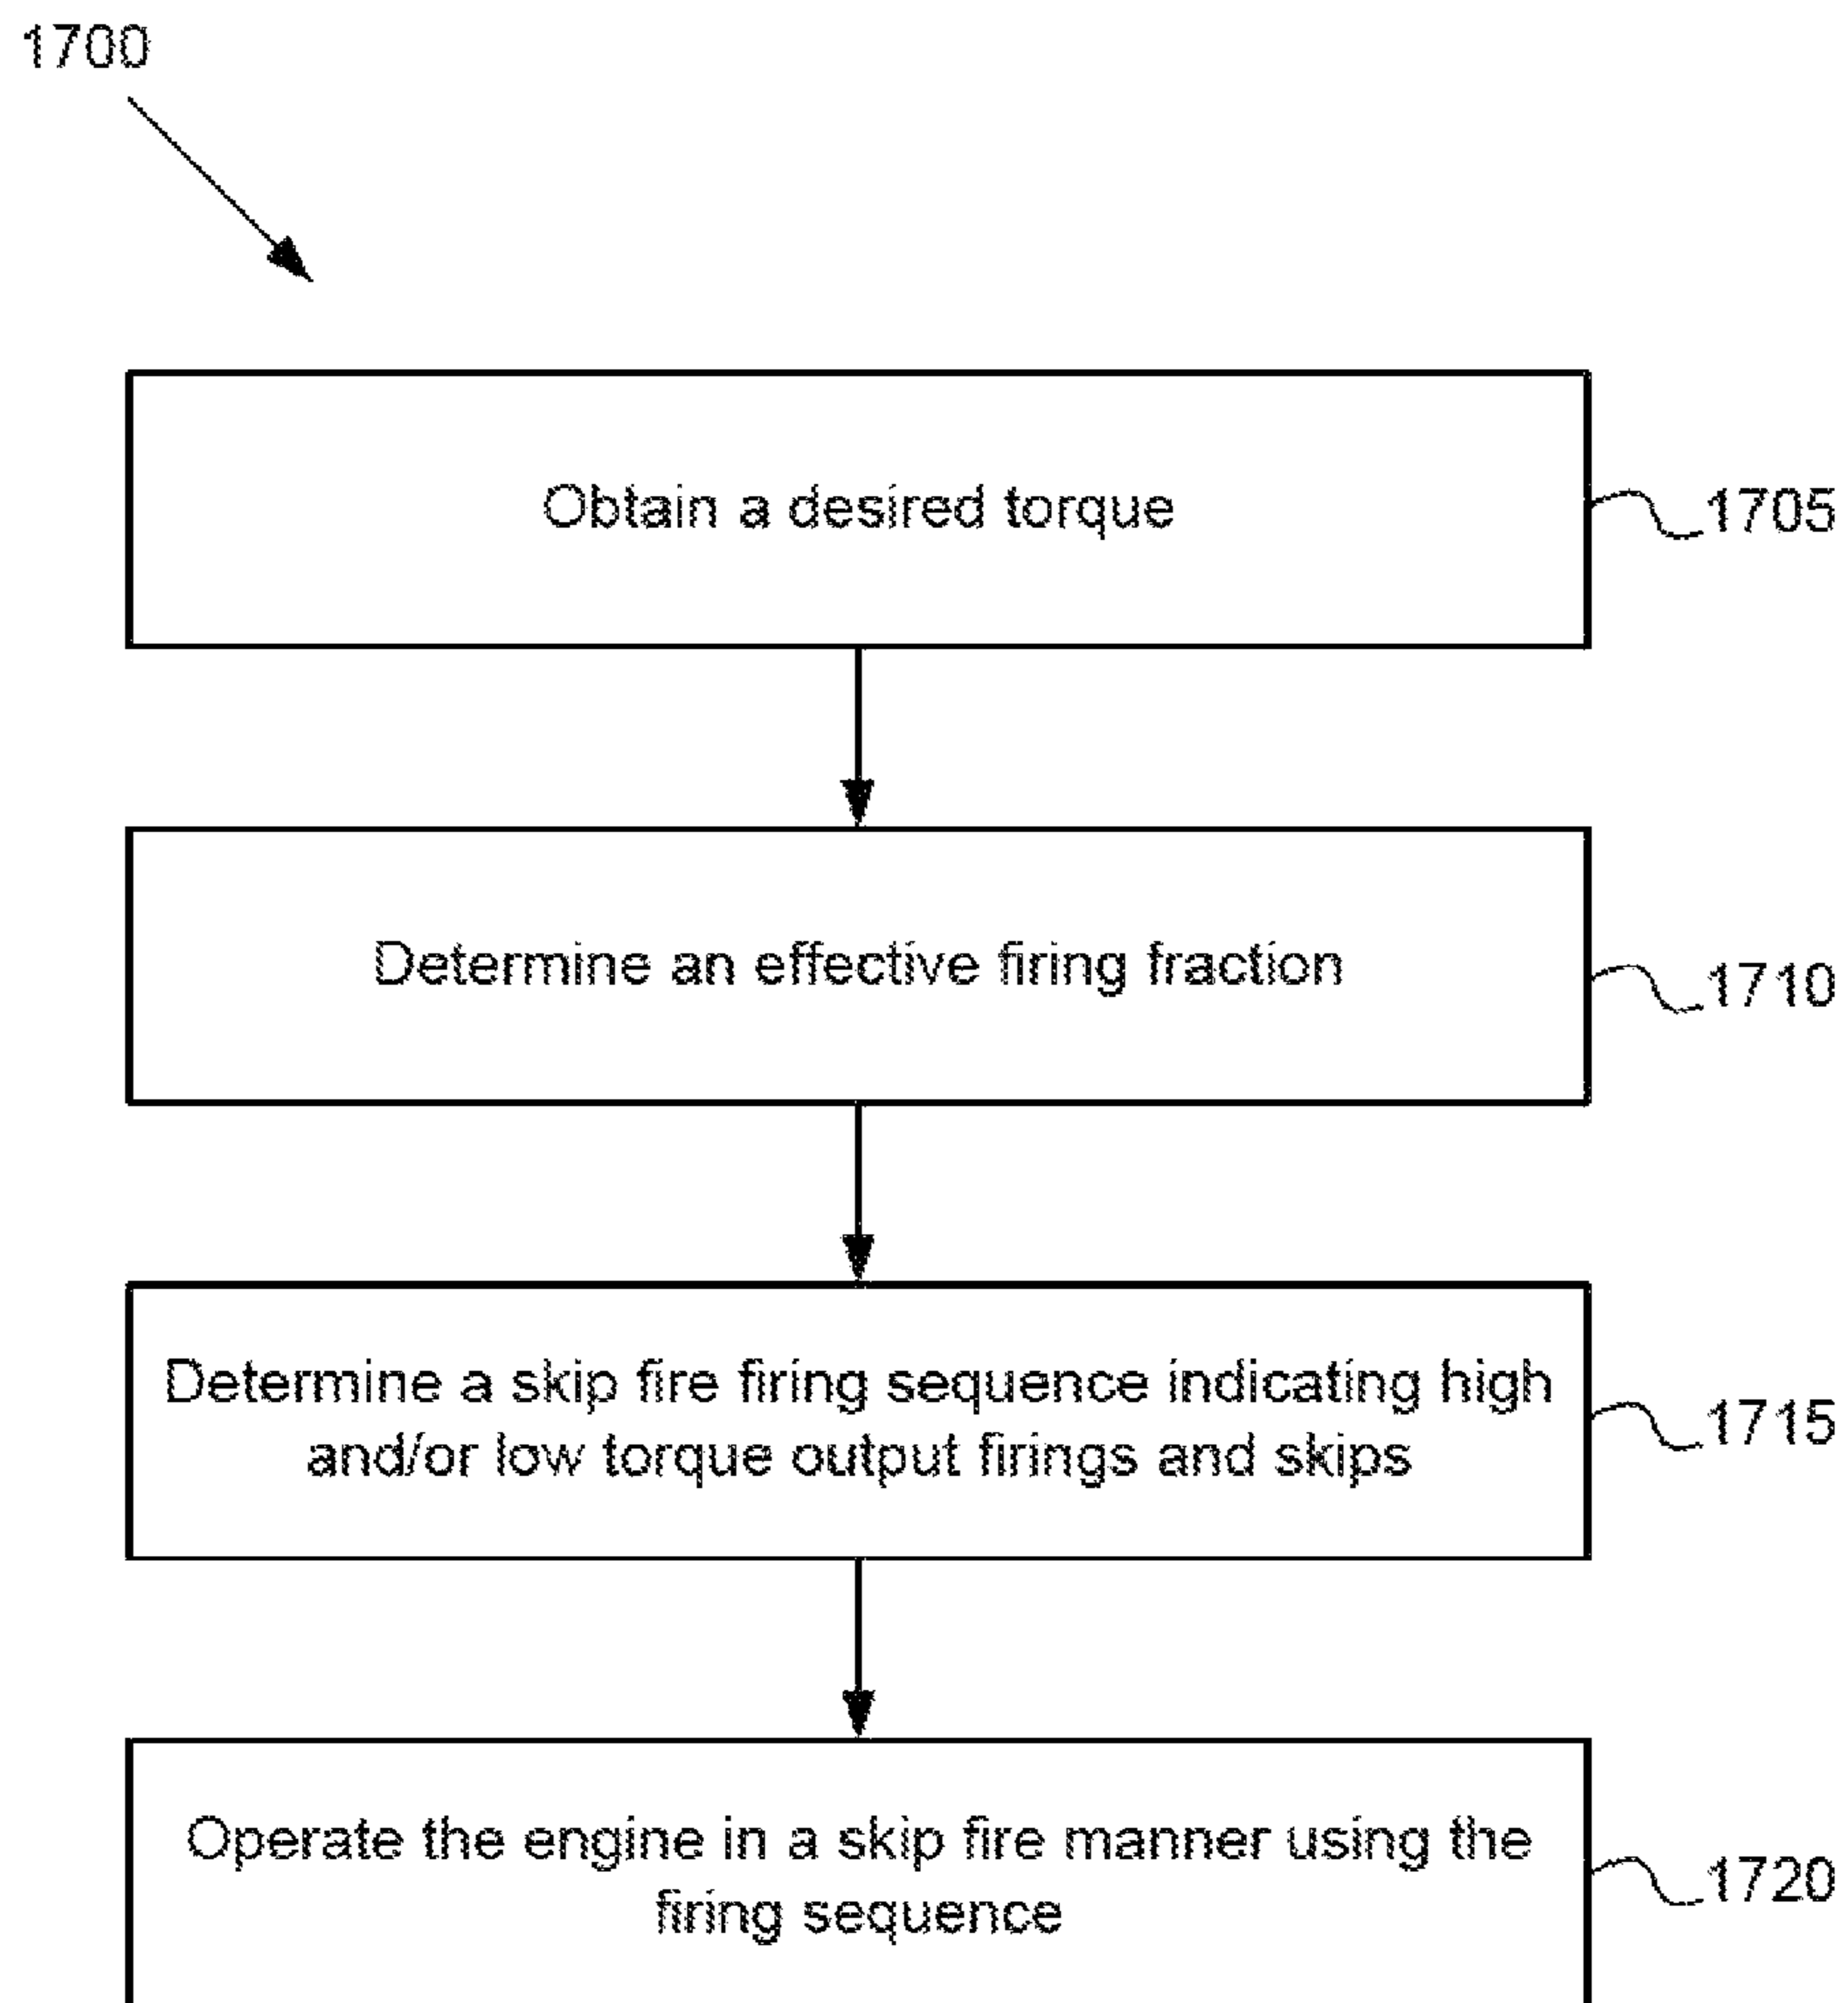 1700
Obtain a desired torque
1705
Determine an effective firing fraction
1710
Determine a skip fire firing sequence indicating high
and/or low torque output firings and skips
1715
Operate the engine in a skip fire manner using the
firing sequence
1720